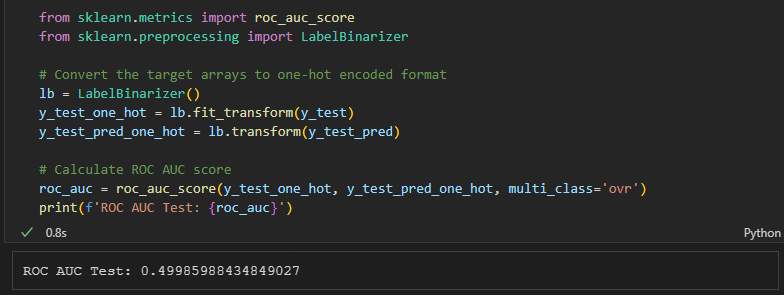 from sklearn.metrics import roc_auc_score
from sklearn.preprocessing import LabelBinarizer
# Convert the target arrays to one-hot encoded format
lb = LabelBinarizer()
y_test_one_hot = lb.fit_transform(y_test)
y_test_pred_one_hot = lb.transform(y_test_pred)
# Calculate ROC AUC score
roc_auc = roc_auc_score(y_test_one_hot, y_test_pred_one_hot, multi_class='ovr')
print(f'ROC AUC Test: {roc_auc}')
✓ 0.8s Python
ROC AUC Test: 0.49985988434849027